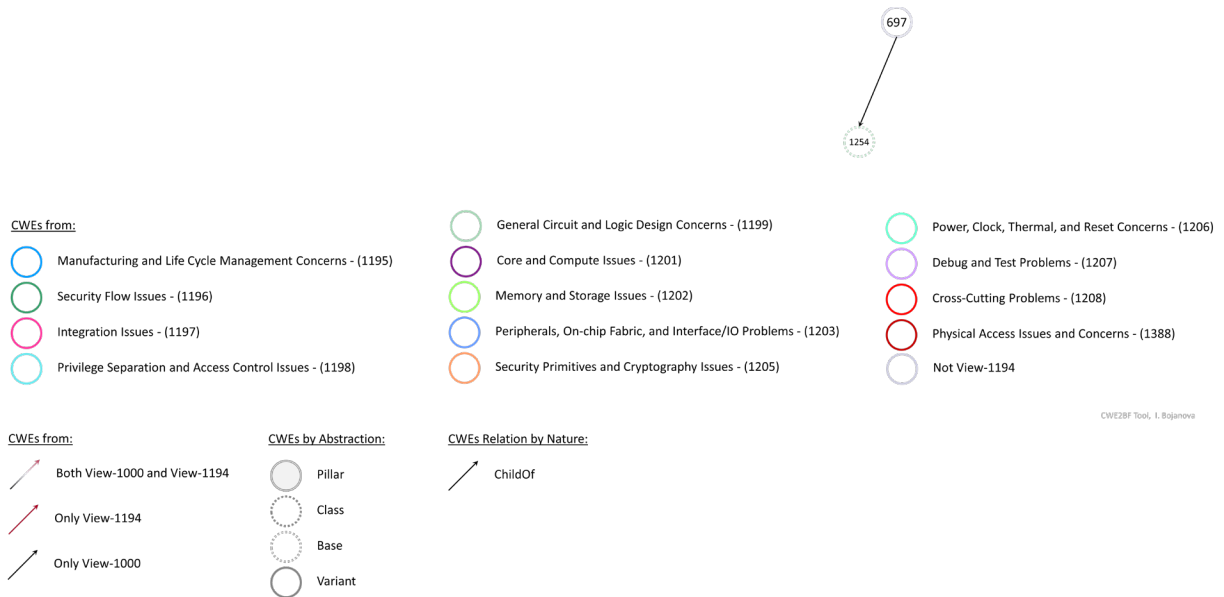 697
1254
CWEs from:
Manufacturing and Life Cycle Management Concerns - (1195)
Security Flow Issues - (1196)
Integration Issues - (1197)
Privilege Separation and Access Control Issues - (1198)
General Circuit and Logic Design Concerns - (1199)
Core and Compute Issues - (1201)
Memory and Storage Issues - (1202)
Peripherals, On-chip Fabric, and Interface/IO Problems - (1203)
Security Primitives and Cryptography Issues - (1205)
Power, Clock, Thermal, and Reset Concerns - (1206)
Debug and Test Problems - (1207)
Cross-Cutting Problems - (1208)
Physical Access Issues and Concerns - (1388)
Not View-1194
CWE2BF Tool, I. Bojanova
CWEs from:
Both View-1000 and View-1194
Only View-1194
Only View-1000
CWEs by Abstraction:
Pillar
Class
Base
Variant
CWEs Relation by Nature:
ChildOf